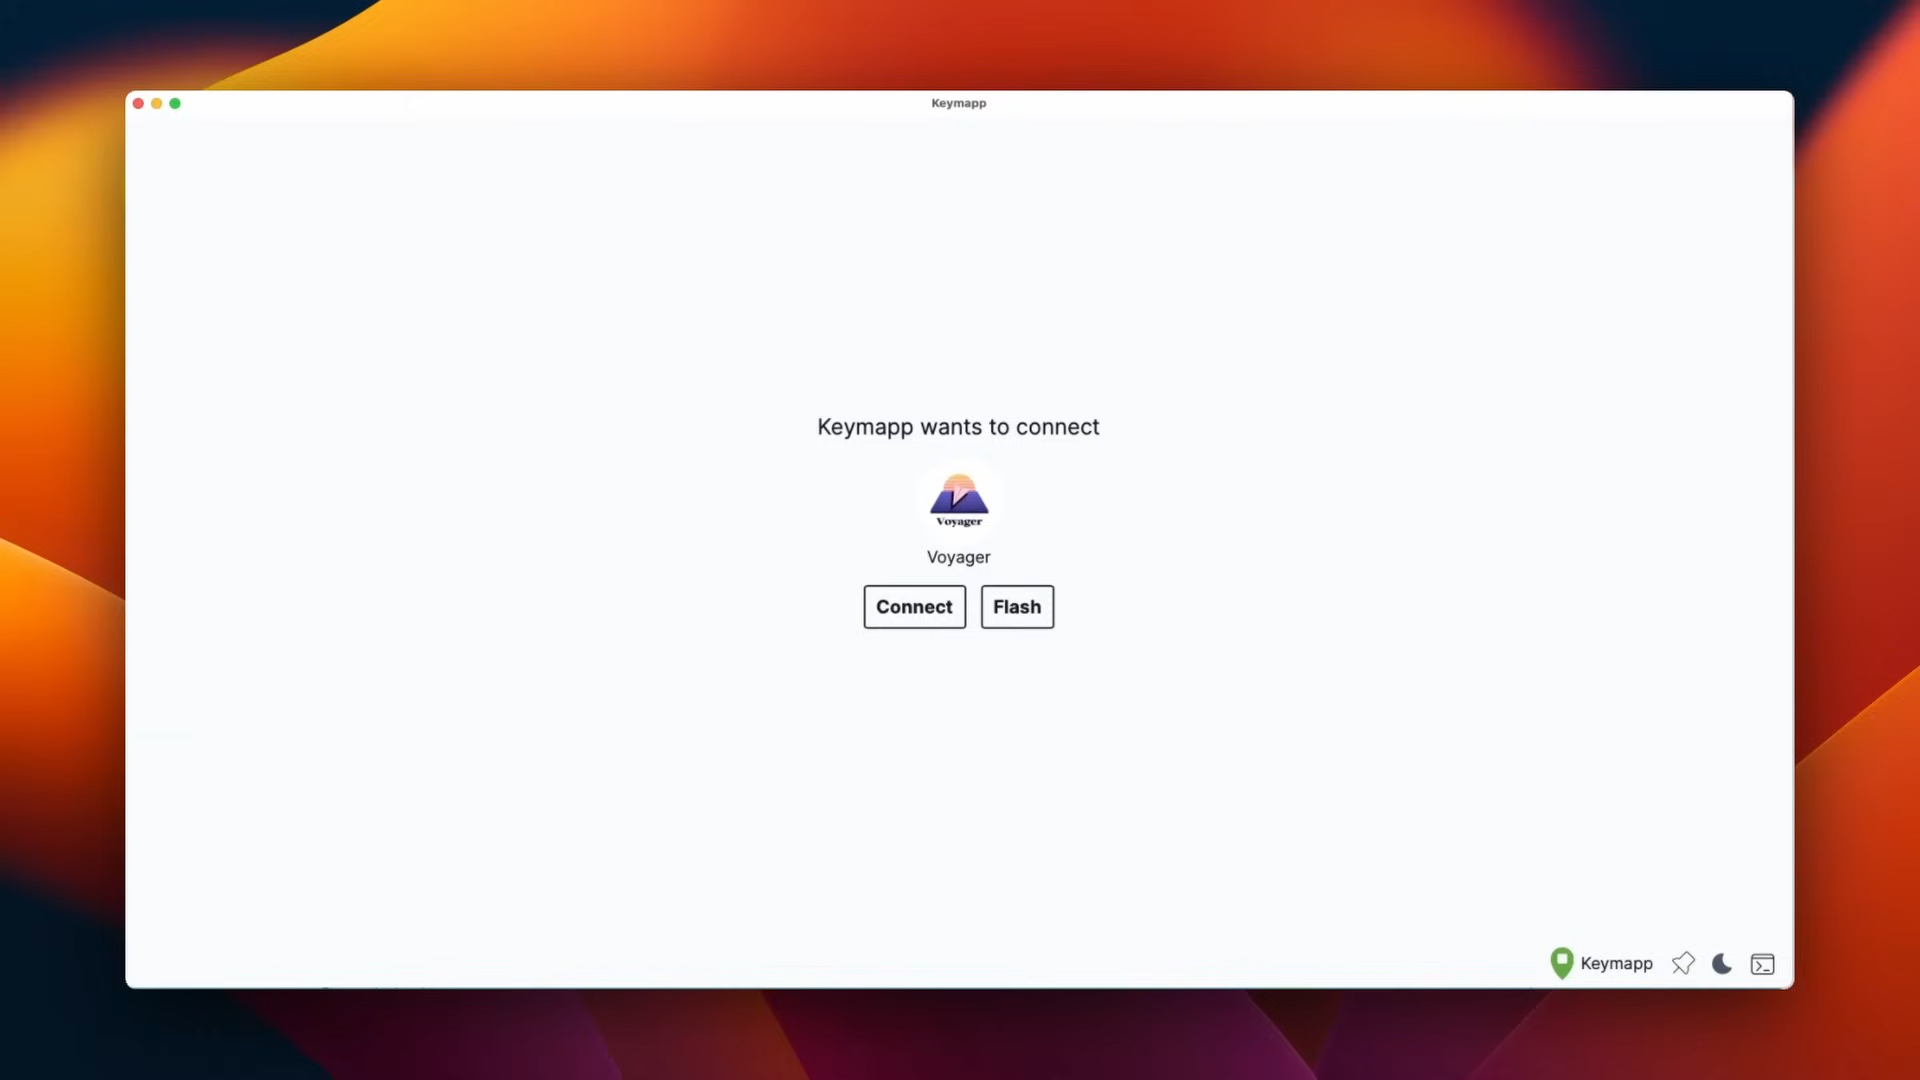 Keymapp
Keymapp wants to connect
Voyager
Voyager
Connect Flash
Keymapp